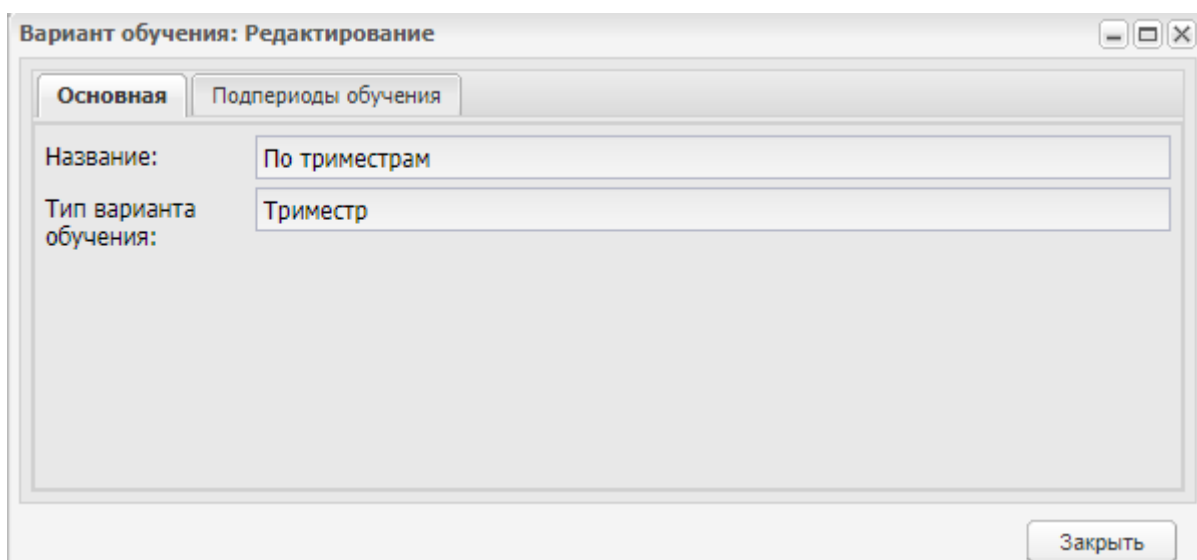 Вариант обучения: Редактирование
Основная Подпериоды обучения
Название: По триместрам
Тип варианта Триместр
обучения:
Закрыть